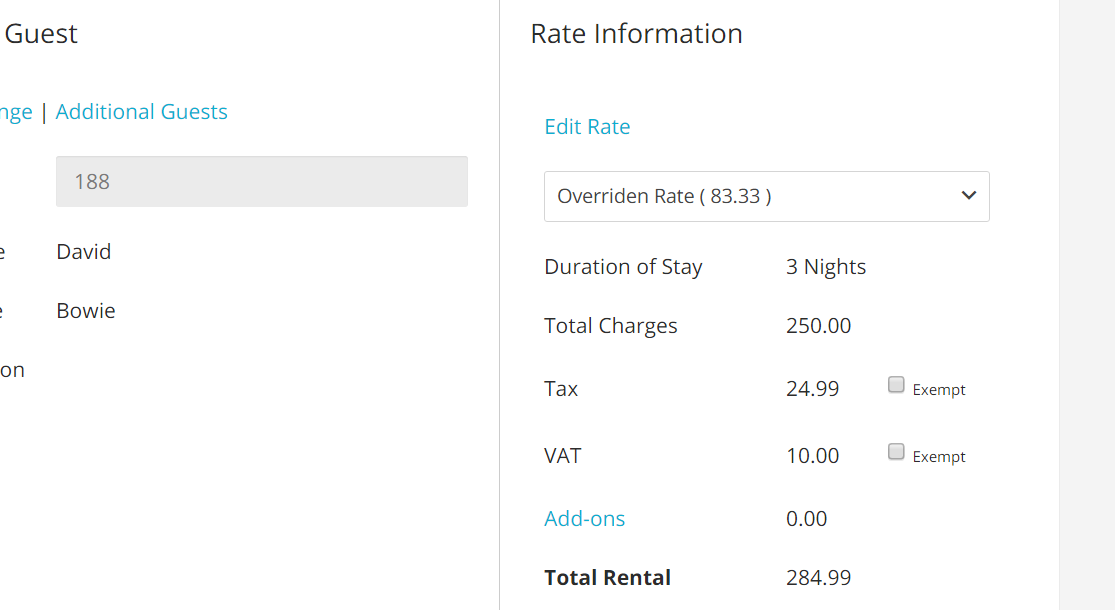 Guest
nge | Additional Guests
188
e David
e Bowie
on
Rate Information
Edit Rate
Overriden Rate ( 83.33 )
Duration of Stay 3 Nights
Total Charges 250.00
Tax 24.99 Exempt
VAT 10.00 Exempt
Add-ons 0.00
Total Rental 284.99